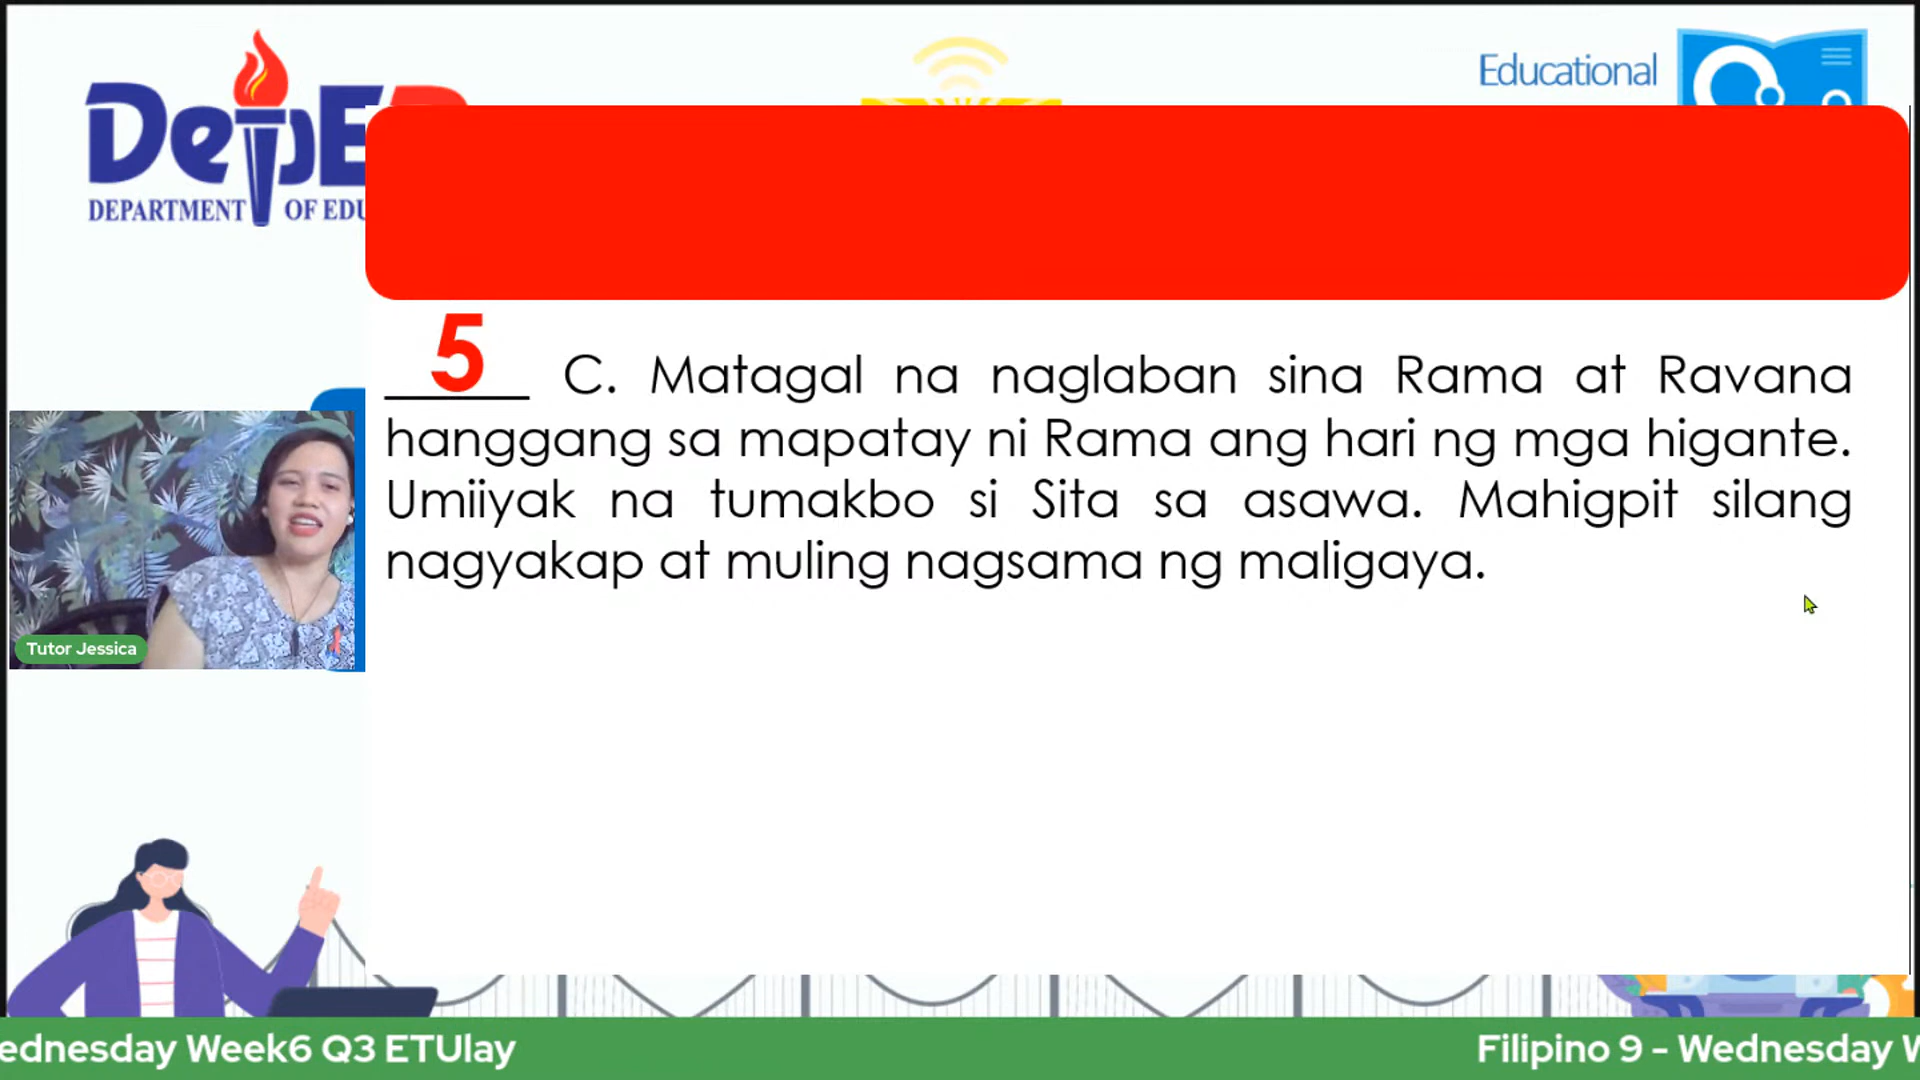 DepE
DEPARTMENT OF EDU
Educational
5 C. Matagal na naglaban sina Rama at Ravana
hanggang sa mapatay ni Rama ang hari ng mga higante.
Umiiyak na tumakbo si Sita sa asawa. Mahigpit silang
nagyakap at muling nagsama ng maligaya.
Tutor Jessica
ednesday Week6 Q3 ETUlay
Filipino 9 - Wednesday W